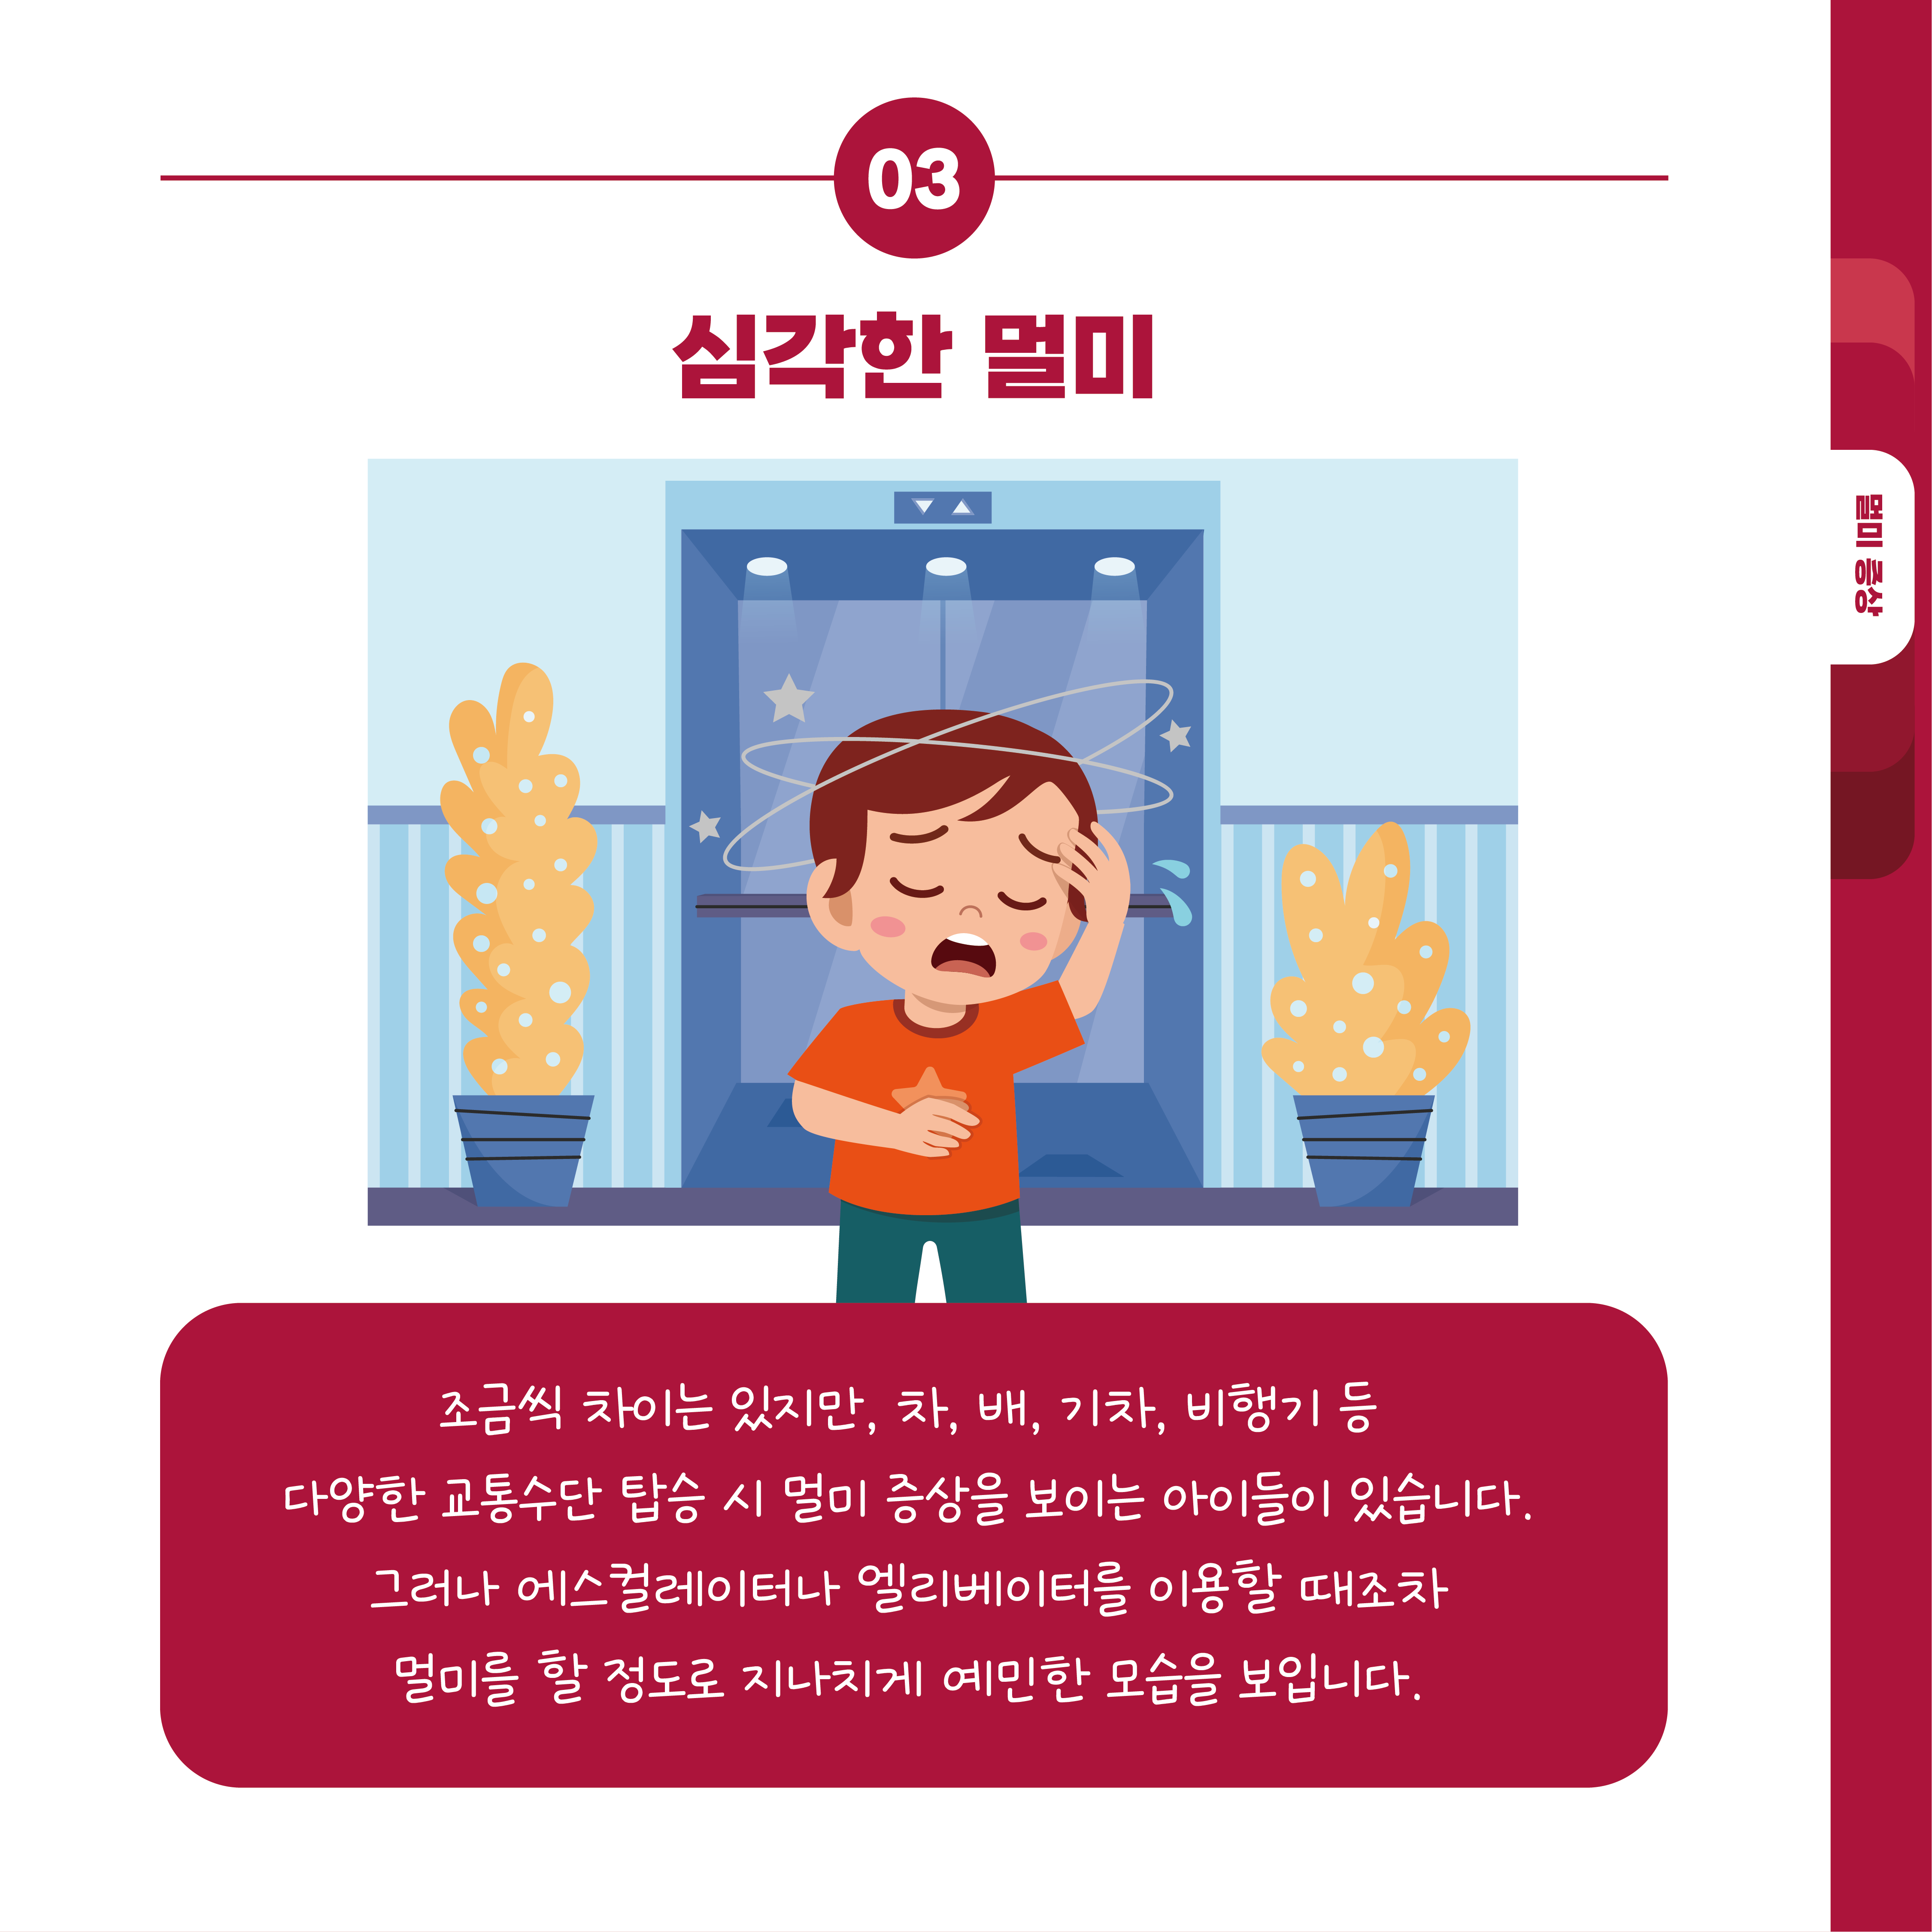 03
심각한 멀미
멀미 증상
조금씩 차이는 있지만, 차, 배, 기차, 비행기 등
다양한 교통수단 탑승 시 멀미 증상을 보이는 아이들이 있습니다.
그러나 에스컬레이터나 엘리베이터를 이용할 때조차
멀미를 할 정도로 지나치게 예민한 모습을 보입니다.